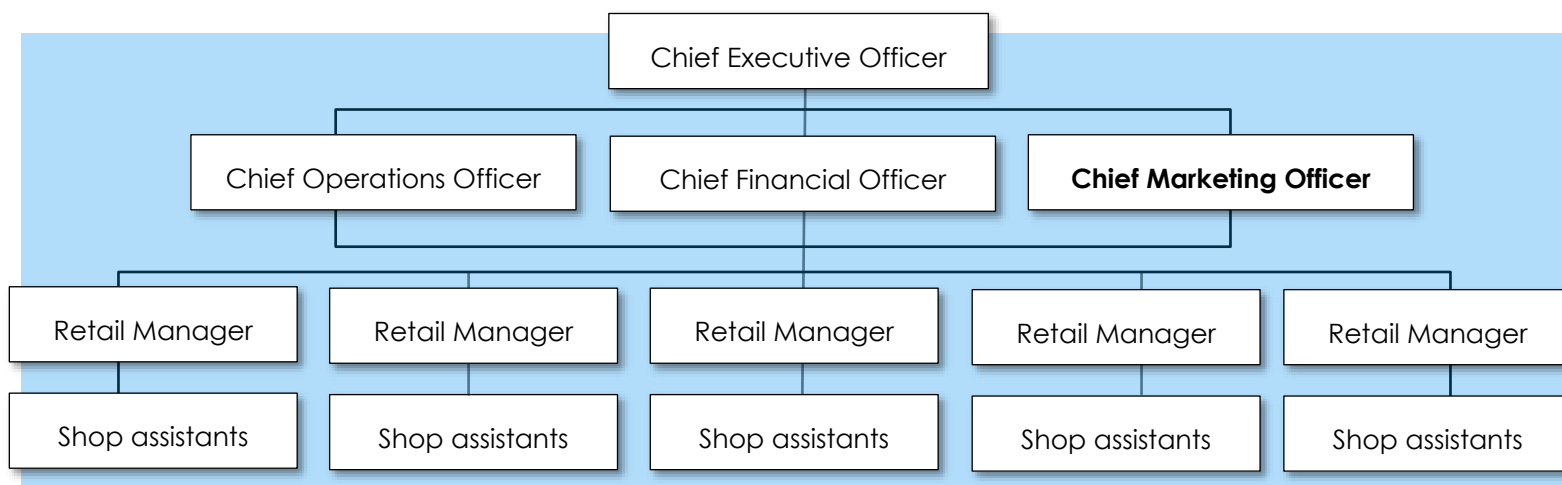 Chief Executive Officer
Chief Operations Officer
Chief Financial Officer
Chief Marketing Officer
Retail Manager
Retail Manager
Retail Manager
Retail Manager
Retail Manager
Shop assistants
Shop assistants
Shop assistants
Shop assistants
Shop assistants